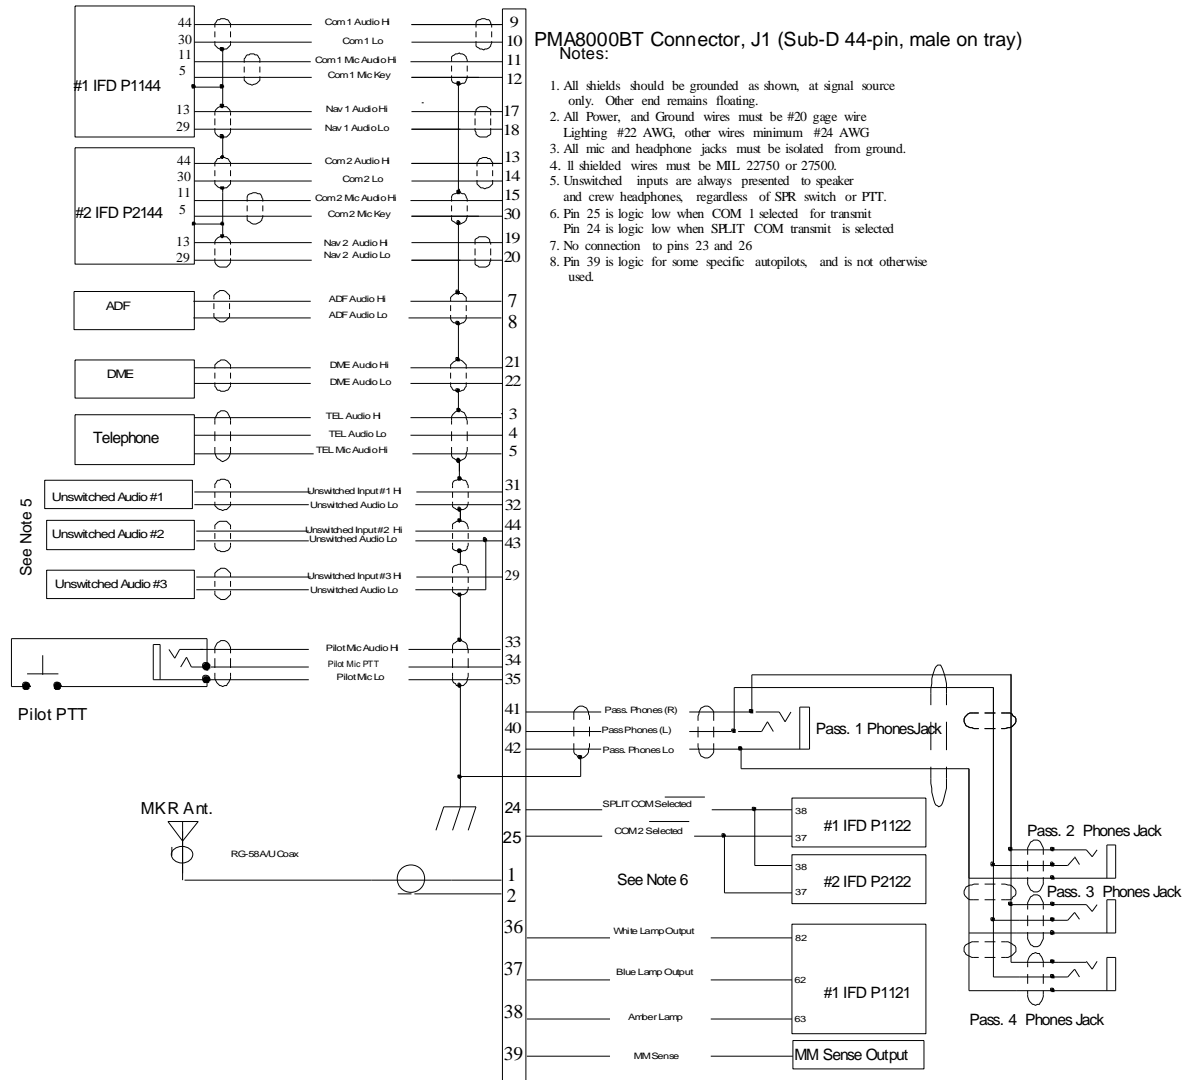 PMA8000BT Connector, J1 (Sub-D 44-pin, male on tray)
Notes:
1. All shields should be grounded as shown, at signal source
only. Other end remains floating.
2. All Power, and Ground wires must be #20 gage wire
Lighting #22 AWG, other wires minimum #24 AWG
3. All mic and headphone jacks must be isolated from ground.
4. ll shielded wires must be MIL 22750 or 27500.
5. Unswitched inputs are always presented to speaker
and crew headphones, regardless of SPR switch or PTT.
6. Pin 25 is logic low when COM 1 selected for transmit
Pin 24 is logic low when SPLIT COM transmit is selected
7. No connection to pins 23 and 26
8. Pin 39 is logic for some specific autopilots, and is not otherwise
used.
#1 IFD P1144
44 Com 1 Audio Hi 9
30 Com 1 Lo 10
11 Com 1 Mic Audio Hi 11
5 Com 1 Mic Key 12
13 Nav 1 Audio Hi 17
29 Nav 1 Audio Lo 18
#2 IFD P2144
44 Com 2 Audio Hi 13
30 Com 2 Lo 14
11 Com2 Mic Audio Hi 15
5 Com2 Mic Key 30
13 Nav 2 Audio Hi 19
29 Nav 2 Audio Lo 20
ADF
ADF Audio Hi 7
ADF Audio Lo 8
DME
DME Audio Hi 21
DME Audio Lo 22
Telephone
TEL Audio Hi 3
TEL Audio Lo 4
TEL Mic Audio Hi 5
See Note 5
Unswitched Audio #1
Unswitched Input #1 Hi 31
Unswitched Audio Lo 32
Unswitched Audio #2
Unswitched Input #2 Hi 44
Unswitched Audio Lo 43
Unswitched Audio #3
Unswitched Input #3 Hi 29
Unswitched Audio Lo
Pilot PTT
Pilot Mic Audio Hi 33
Pilot Mic PTT 34
Pilot Mic Lo 35
41 Pass. Phones (R)
40 Pass Phones (L)
42 Pass. Phones Lo
Pass. 1 Phones Jack
24 SPLIT COM Selected 38
25 COM 2 Selected 37
#1 IFD P1122
38
37
#2 IFD P2122
See Note 6
MKR Ant.
RG-58A/U Coax
1
2
36 White Lamp Output 82
37 Blue Lamp Output 62
38 Amber Lamp 63
#1 IFD P1121
39 MM Sense
MM Sense Output
Pass. 2 Phones Jack
Pass. 3 Phones Jack
Pass. 4 Phones Jack